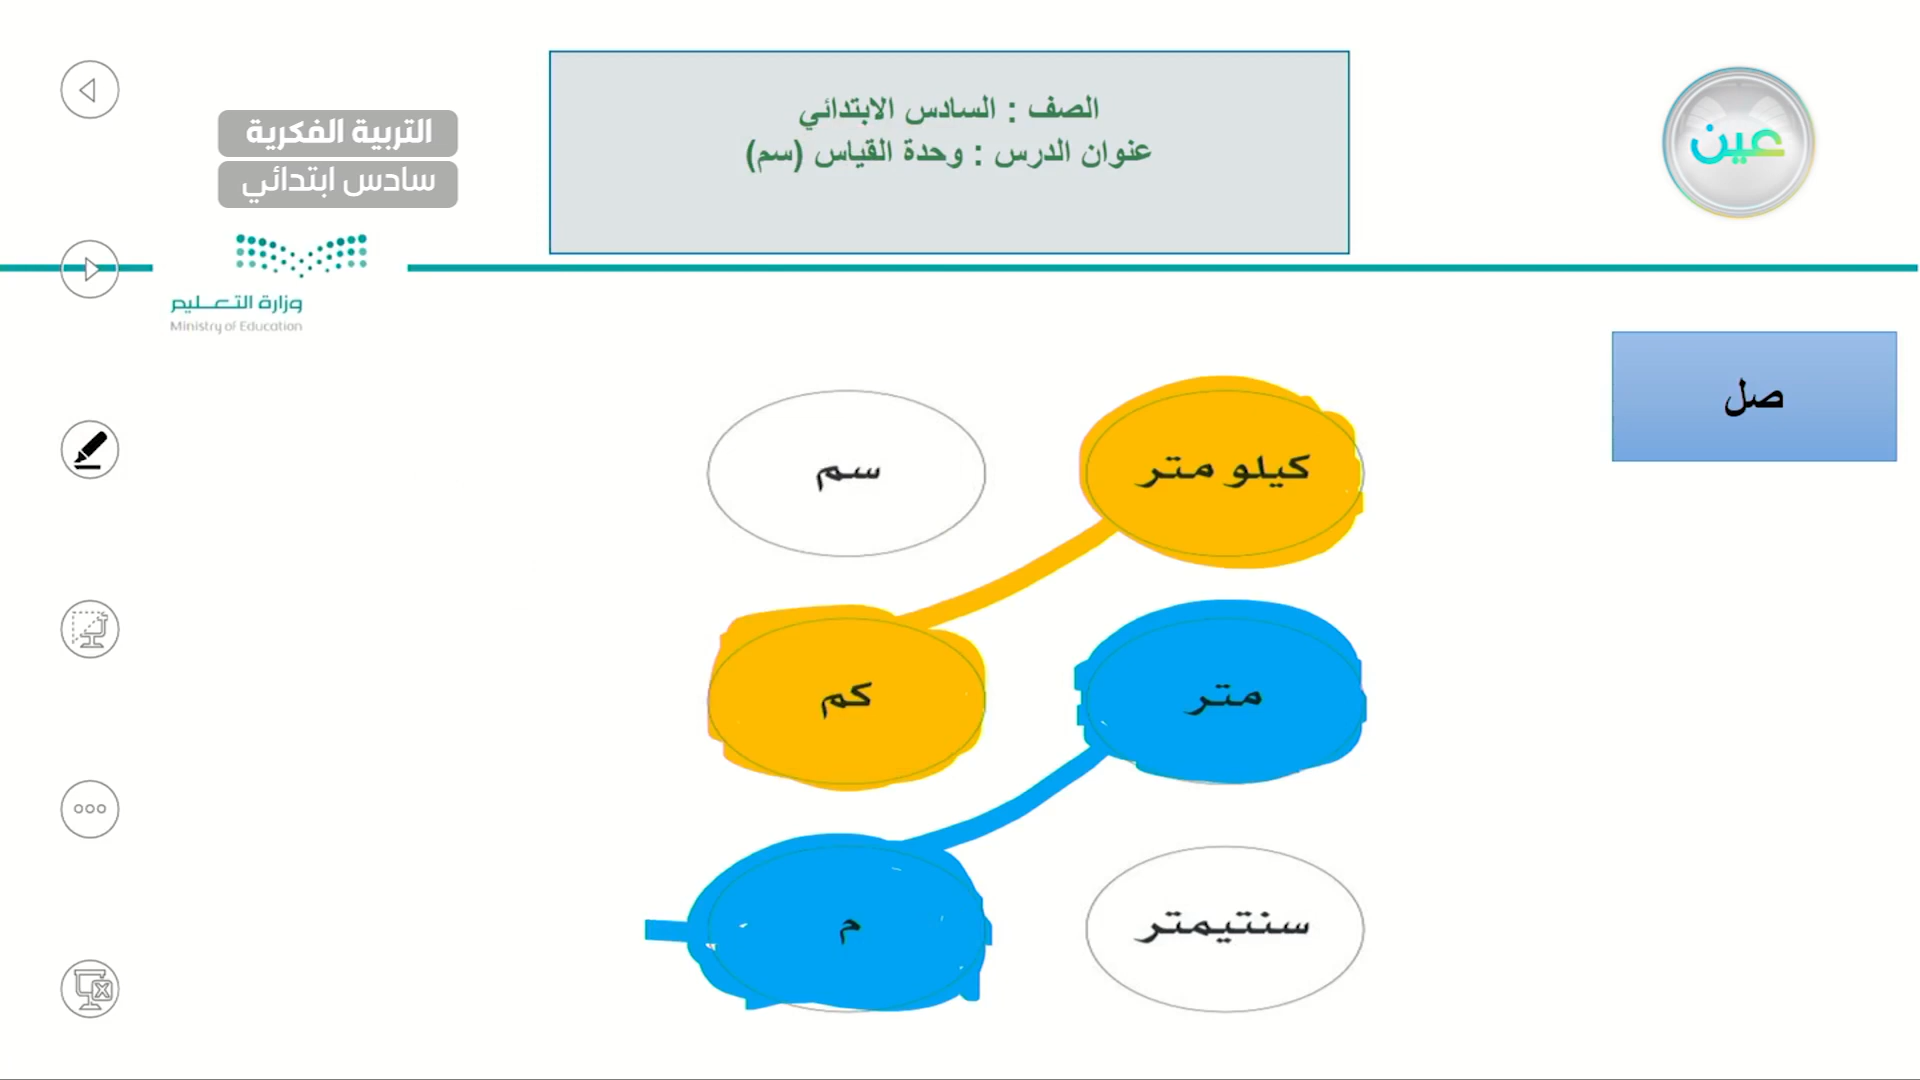 الصف : السادس الابتدائي
عنوان الدرس : وحدة القياس (سم)
عين
التربية الفكرية
سادس ابتدائي
وزارة التعليم
Ministry of Education
صل
كيلو متر
سم
متر
كم
سنتيمتر
م